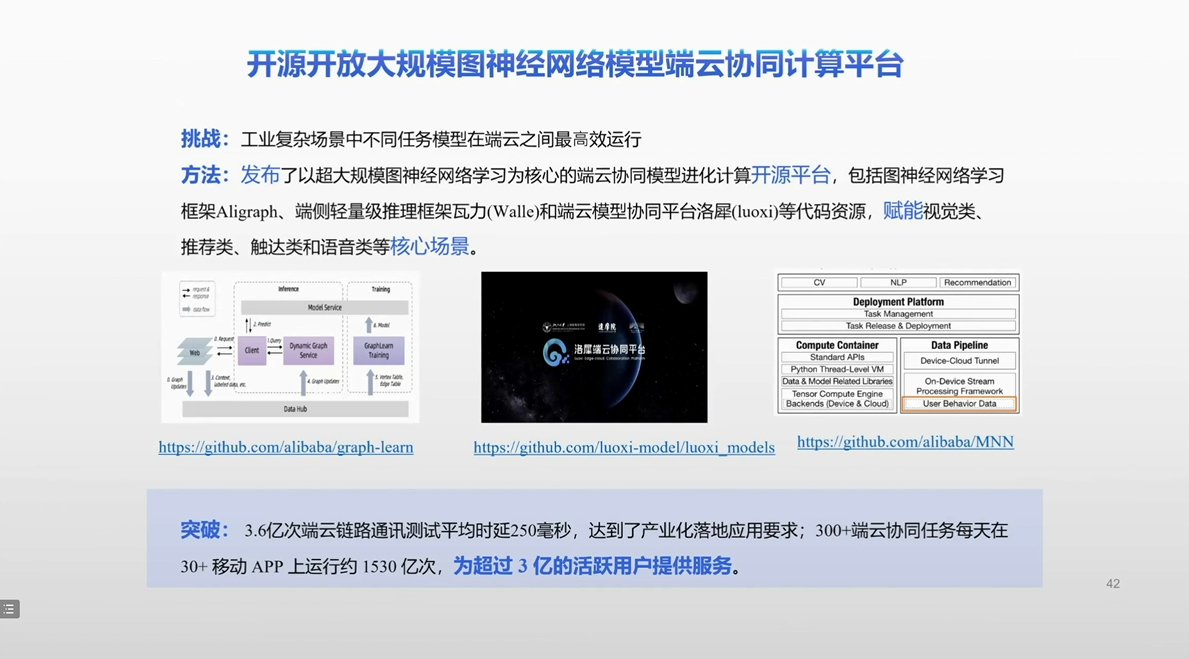 开源开放大规模图神经网络模型端云协同计算平台
挑战：工业复杂场景中不同任务模型在端云之间最高效运行
方法：发布了以超大规模图神经网络学习为核心的端云协同模型进化计算开源平台，包括图神经网络学习
框架Aligraph、端侧轻量级推理框架瓦力(Walle)和端云模型协同平台洛犀(luoxi)等代码资源，赋能视觉类、
推荐类、触达类和语音类等核心场景。
request &
response
dataflow
Inference
Training
Model Service
2. Predict
6. Model
Web
0. Request
Client
1.Query
Dynamic Graph
Service
GraphLearn
Training
0. Graph
Updates
3. Context,
Labeled data, etc.
4. Graph Updates
5. Vertex Table,
Edge Table
Data Hub
达摩院
洛犀端云协同平台
Luoxi Edge-Cloud Collaboration Platform
CV
NLP
Recommendation
Deployment Platform
Task Management
Task Release & Deployment
Compute Container
Standard APIs
Python Thread-Level VM
Data & Model Related Libraries
Tensor Compute Engine
Backends (Device & Cloud)
Data Pipeline
Device-Cloud Tunnel
On-Device Stream
Processing Framework
User Behavior Data
https://github.com/alibaba/graph-learn
https://github.com/luoxi-model/luoxi_models
https://github.com/alibaba/MNN
突破： 3.6亿次端云链路通讯测试平均时延250毫秒，达到了产业化落地应用要求；300+端云协同任务每天在
30+ 移动 APP 上运行约 1530 亿次，为超过 3 亿的活跃用户提供服务。
42